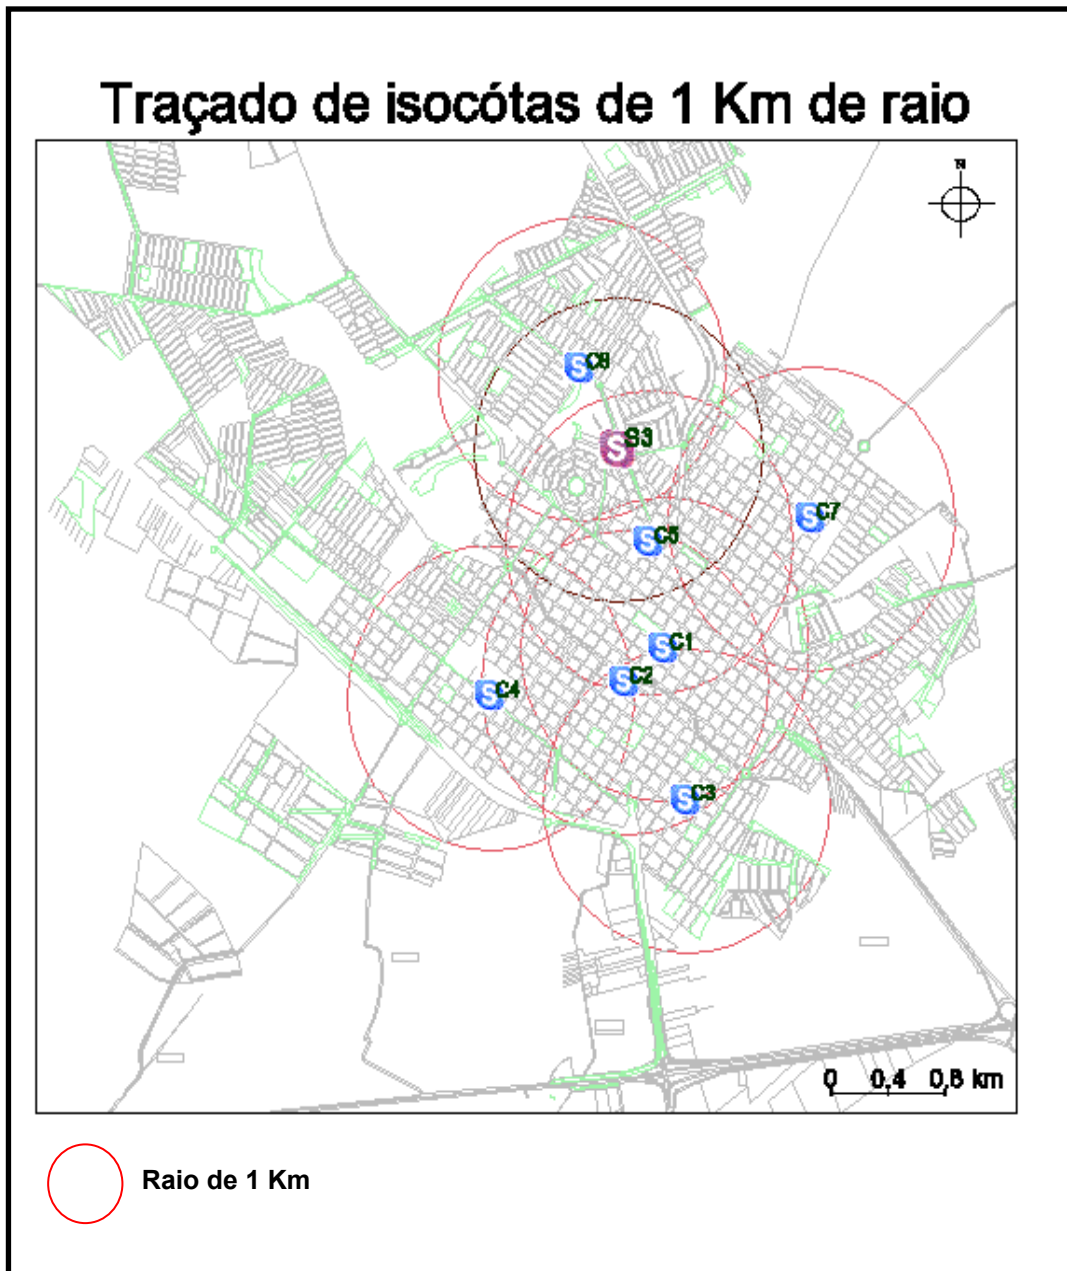 Traçado de isocótas de 1 Km de raio
N
S C8
S S3
S C7
S C5
S C1
S C2
S C4
S C3
0 0.4 0,8 km
Raio de 1 Km